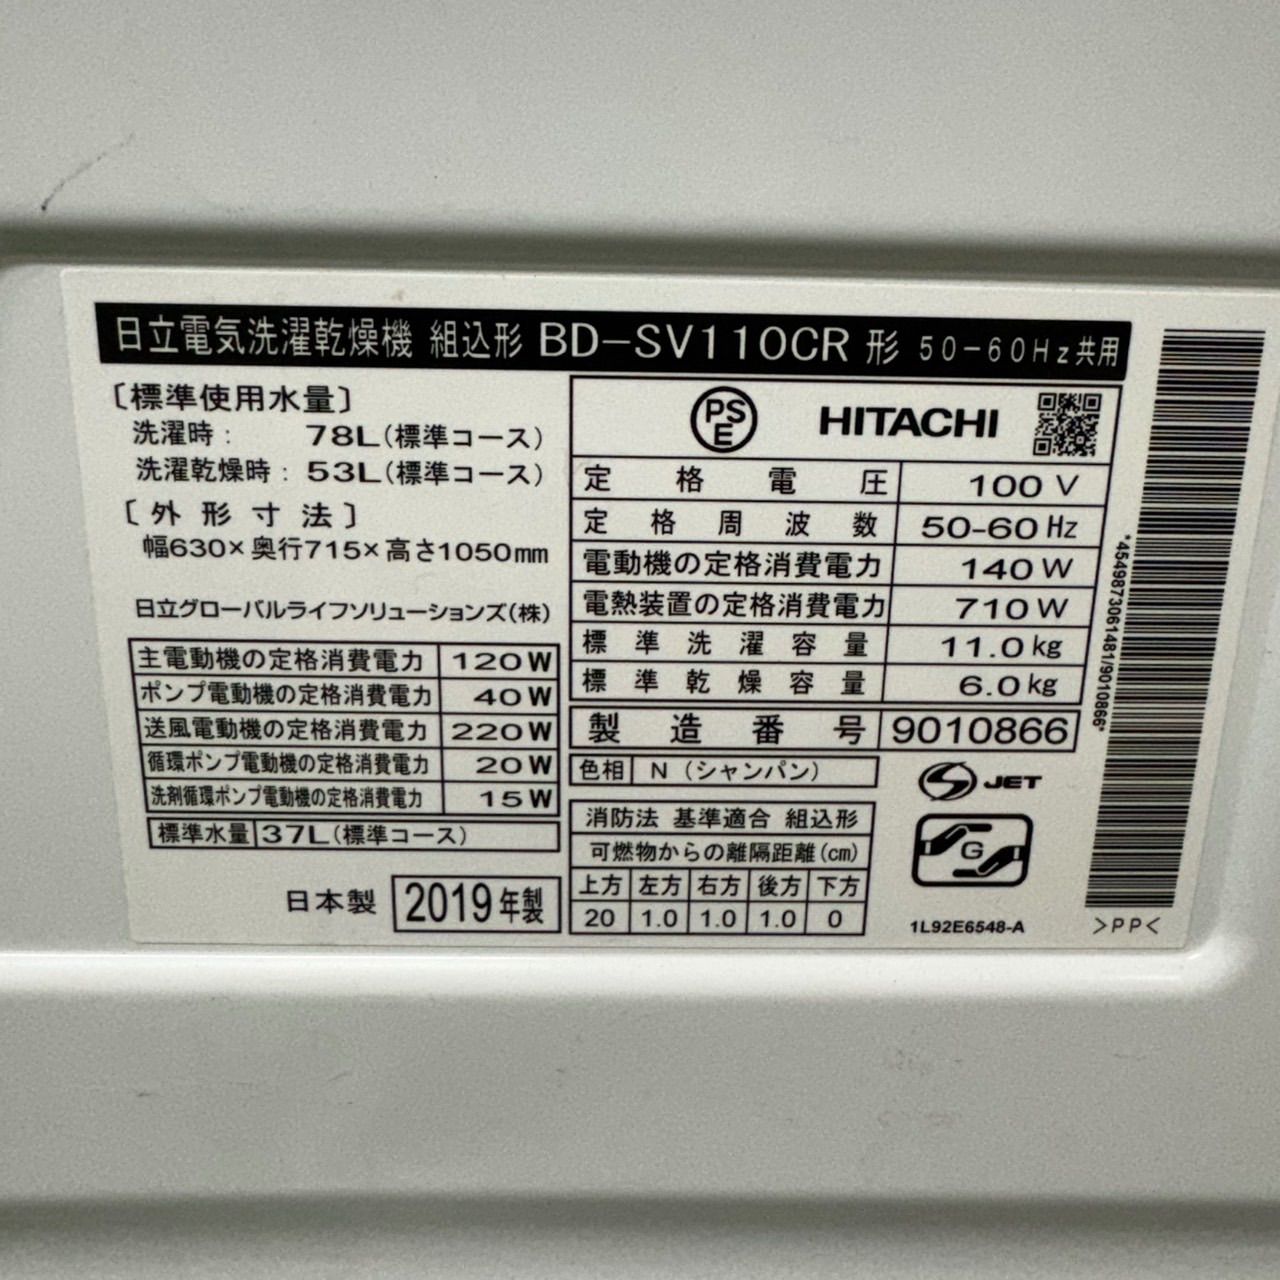 日立電気洗濯乾燥機 組込形 BD-SV110CR 形 50-60Hz共用
〔標準使用水量〕
洗濯時: 78L(標準コース)
洗濯乾燥時: 53L(標準コース)
〔外形寸法〕
幅630×奥行715×高さ1050mm
日立グローバルライフソリューションズ(株)
主電動機の定格消費電力 120W
ポンプ電動機の定格消費電力 40W
送風電動機の定格消費電力 220W
循環ポンプ電動機の定格消費電力 20W
洗剤循環ポンプ電動機の定格消費電力 15W
標準水量 37L(標準コース)
日本製 2019年製
PSE HITACHI
定格電圧 100V
定格周波数 50-60Hz
電動機の定格消費電力 140W
電熱装置の定格消費電力 710W
標準洗濯容量 11.0kg
標準乾燥容量 6.0kg
製造番号 9010866
色相 N(シャンパン)
消防法 基準適合 組込形
可燃物からの離隔距離(cm)
上方 左方 右方 後方 下方
20 1.0 1.0 1.0 0
S JET
G
1L92E6548-A
*4549873061481/9010866*
>PP<